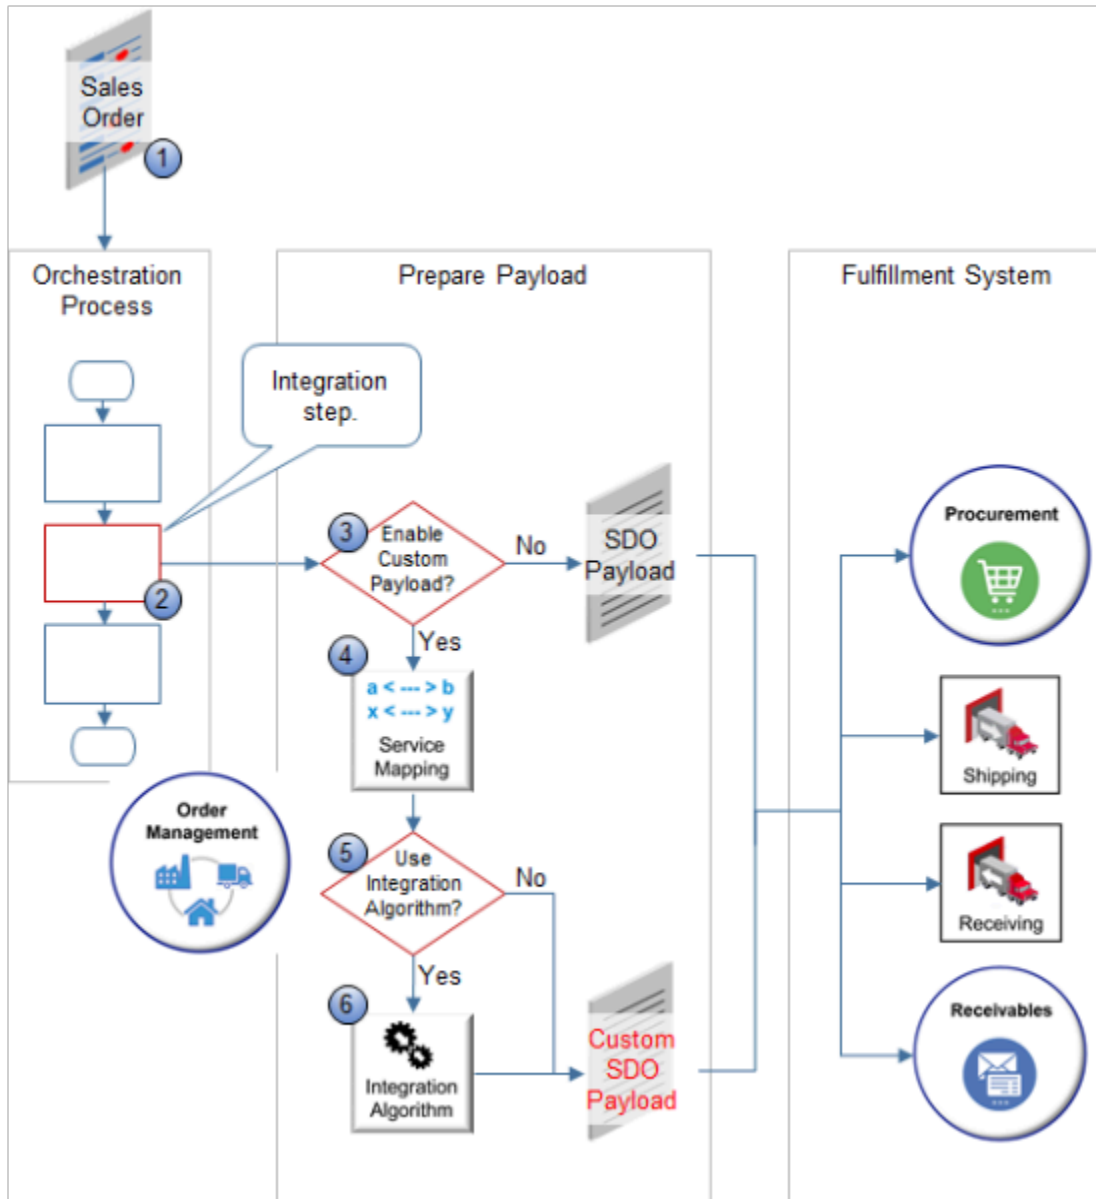 Sales
Order
1
Orchestration
Process
Prepare Payload
Fulfillment System
Integration
step.
2
3
Enable
Custom
Payload?
No
SDO
Payload
Yes
4
a < --- > b
x < --- > y
Service
Mapping
5
Use
Integration
Algorithm?
No
Yes
6
Integration
Algorithm
Custom
SDO
Payload
Order
Management
Procurement
Shipping
Receiving
Receivables